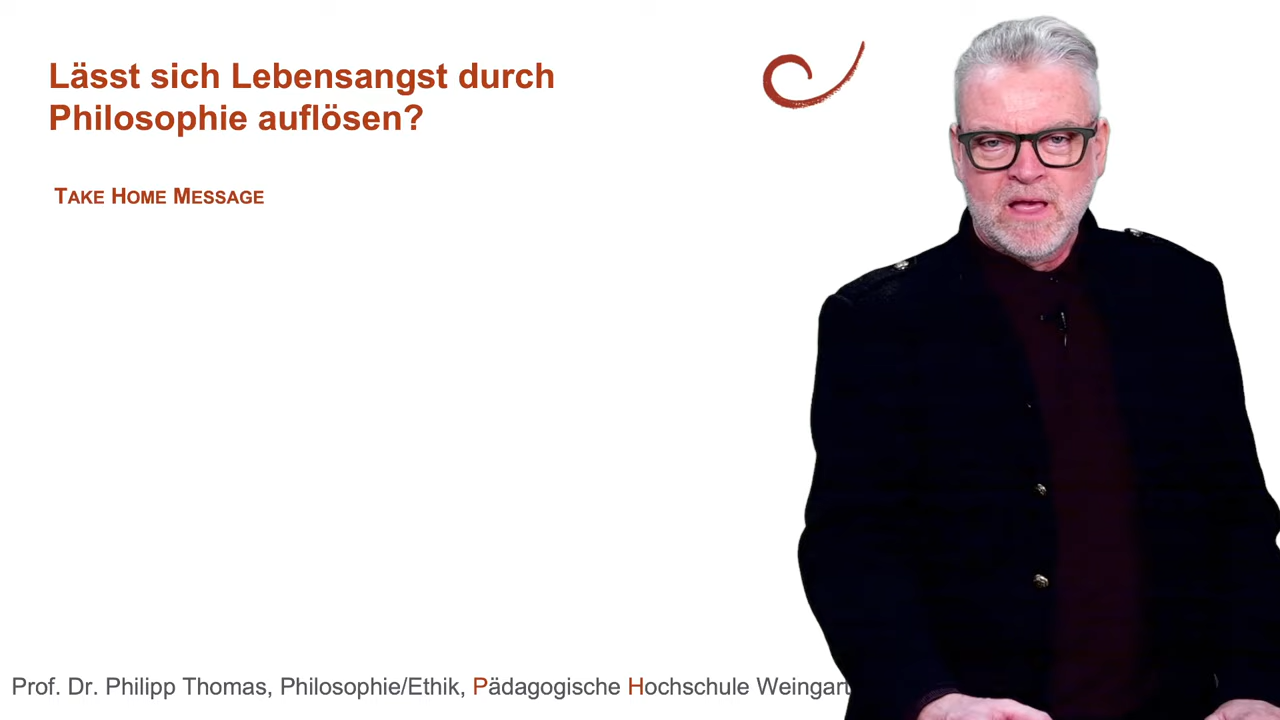 Lässt sich Lebensangst durch
Philosophie auflösen?
Take Home Message
Prof. Dr. Philipp Thomas, Philosophie/Ethik, Pädagogische Hochschule Weingart